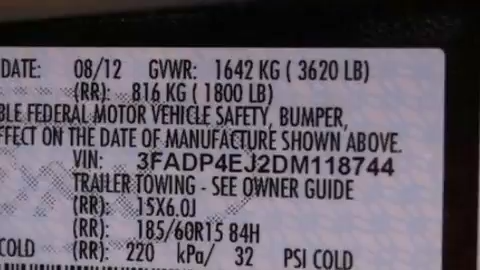 DATE: 08/12 GVWR: 1642 KG ( 3620 LB)
(RR): 816 KG ( 1800 LB)
BLE FEDERAL MOTOR VEHICLE SAFETY, BUMPER,
FFECT ON THE DATE OF MANUFACTURE SHOWN ABOVE.
VIN: 3FADP4EJ2DM118744
TRAILER TOWING - SEE OWNER GUIDE
(RR): 15X6.0J
(RR): 185/60R15 84H
COLD (RR): 220 kPa/ 32 PSI COLD